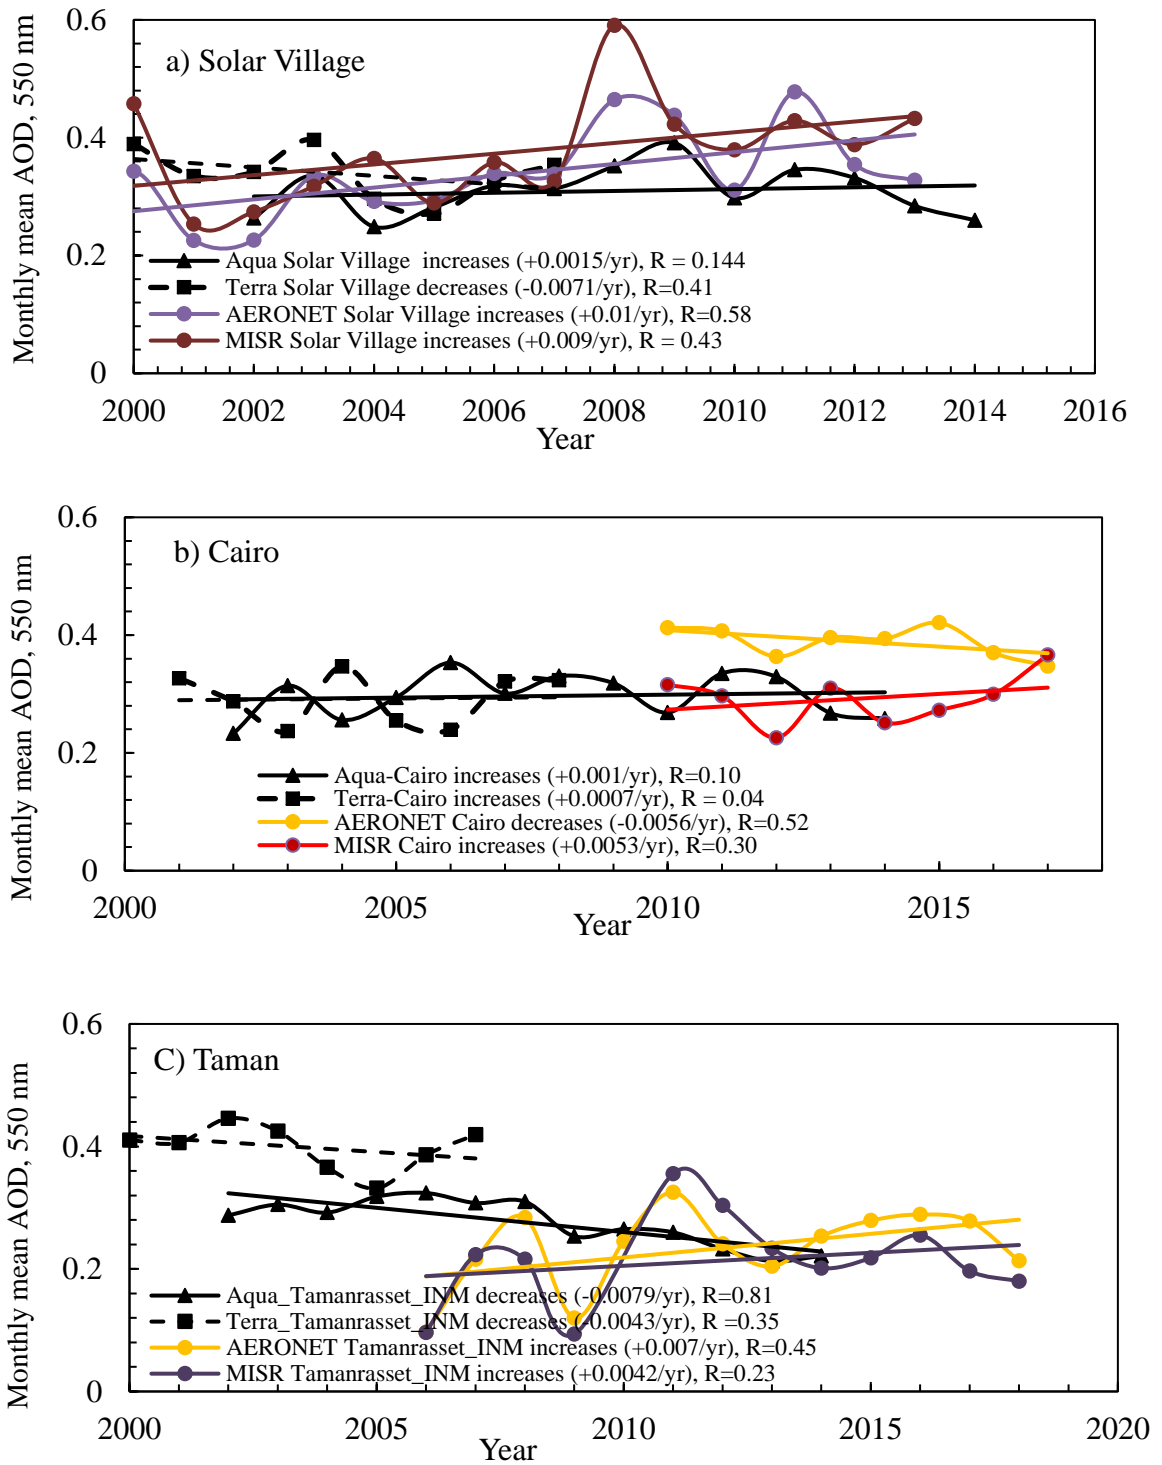 0.6
a) Solar Village
0.4
Monthly mean AOD, 550 nm
0.2
Aqua Solar Village increases (+0.0015/yr), R = 0.144
Terra Solar Village decreases (-0.0071/yr), R=0.41
AERONET Solar Village increases (+0.01/yr), R=0.58
MISR Solar Village increases (+0.009/yr), R = 0.43
0
2000 2002 2004 2006 2008 2010 2012 2014 2016
Year
0.6
b) Cairo
0.4
Monthly mean AOD, 550 nm
0.2
Aqua-Cairo increases (+0.001/yr), R=0.10
Terra-Cairo increases (+0.0007/yr), R = 0.04
AERONET Cairo decreases (-0.0056/yr), R=0.52
MISR Cairo increases (+0.0053/yr), R=0.30
0
2000 2005 2010 2015
Year
0.6
C) Taman
0.4
Monthly mean AOD, 550 nm
0.2
Aqua_Tamanrasset_INM decreases (-0.0079/yr), R=0.81
Terra_Tamanrasset_INM decreases (-0.0043/yr), R =0.35
AERONET Tamanrasset_INM increases (+0.007/yr), R=0.45
MISR Tamanrasset_INM increases (+0.0042/yr), R=0.23
0
2000 2005 2010 2015 2020
Year